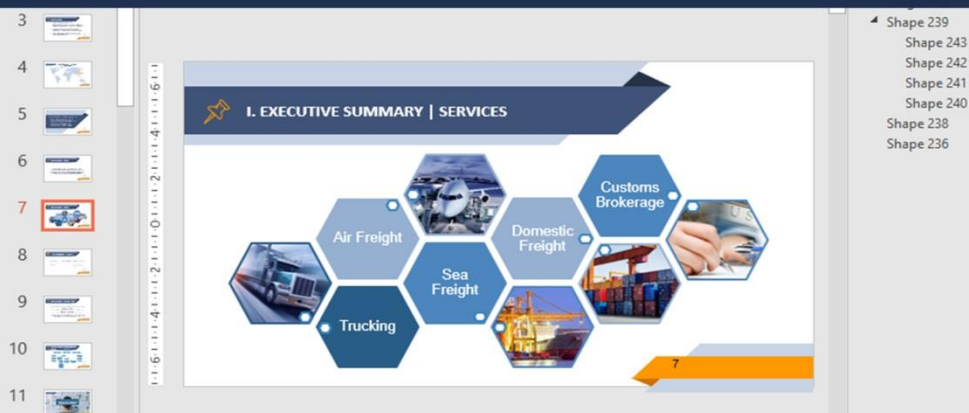 3
4
5
6
7
8
9
10
11
I. EXECUTIVE SUMMARY | SERVICES
Customs
Brokerage
Air Freight
Domestic
Freight
Sea
Freight
Trucking
7
Shape 239
Shape 243
Shape 242
Shape 241
Shape 240
Shape 238
Shape 236